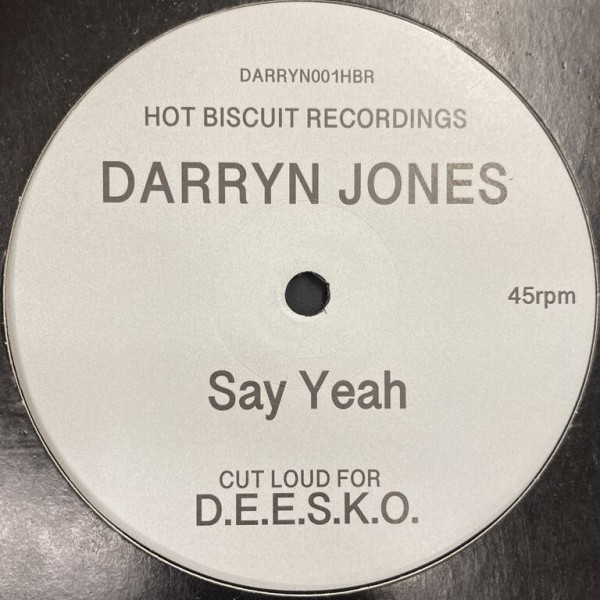 DARRYN001HBR
HOT BISCUIT RECORDINGS
DARRYN JONES
45rpm
Say Yeah
CUT LOUD FOR
D.E.E.S.K.O.